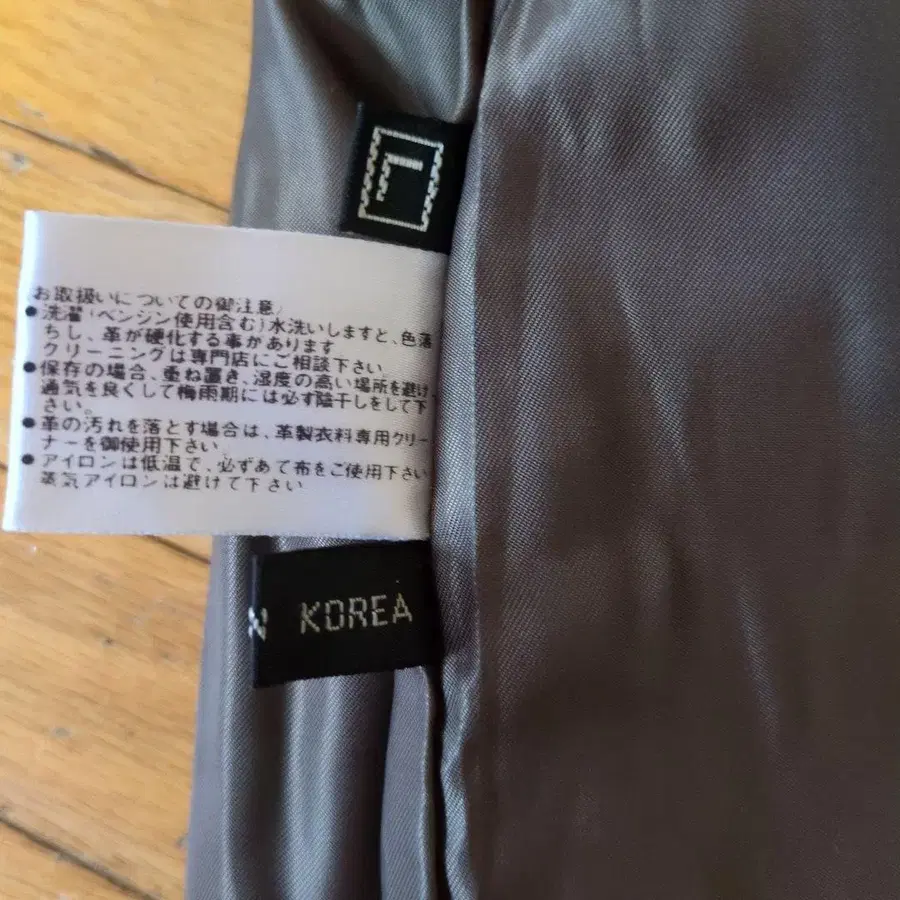 L
お取扱いについての御注意
●洗濯(ベンジン使用含む)水洗いしますと、色落
ちし、革が硬化する事があります
クリーニングは専門店にご相談下さい。
●保存の場合、重ね置き、湿度の高い場所を避け、
通気を良くして梅雨期には必ず陰干しをして下
さい。
●革の汚れを落とす場合は、革製衣料専用クリー
ナーを御使用下さい。
●アイロンは低温で、必ずあて布をご使用下さい
蒸気アイロンは避けて下さい
KOREA